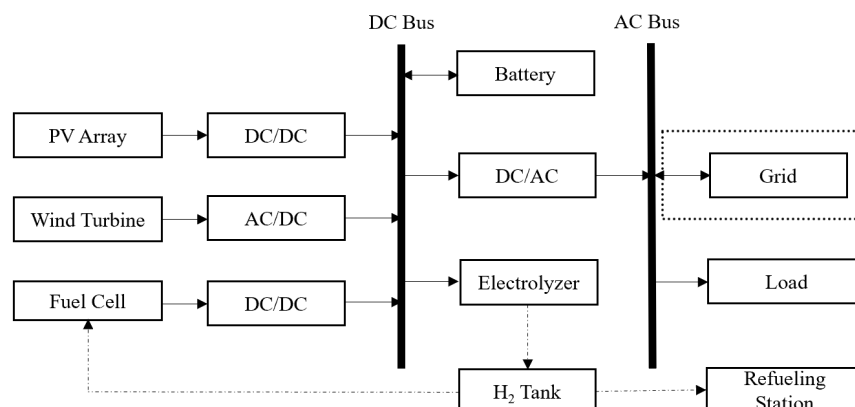 DC Bus
AC Bus
Battery
PV Array
DC/DC
DC/AC
Grid
Wind Turbine
AC/DC
Electrolyzer
Load
Fuel Cell
DC/DC
H₂ Tank
Refueling
Station